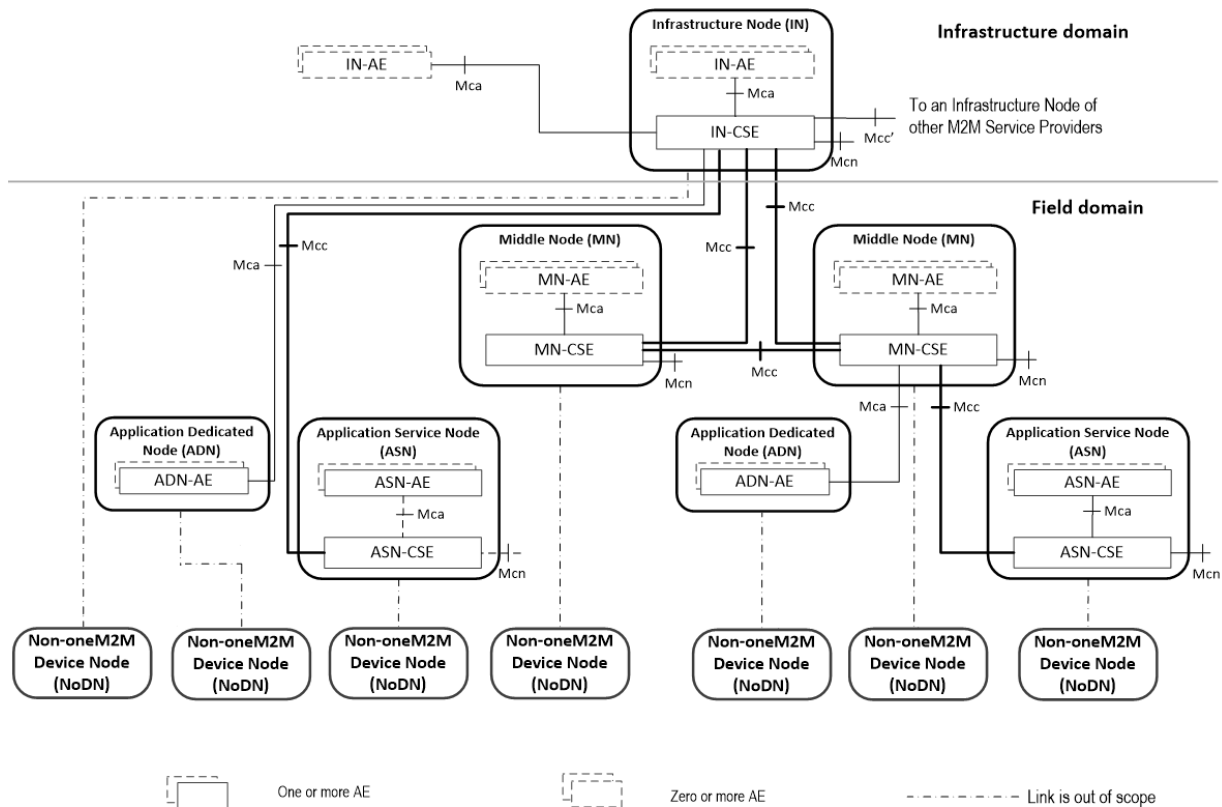 Infrastructure Node (IN)
Infrastructure domain
IN-AE
Mca
IN-AE
Mca
IN-CSE
To an Infrastructure Node of
other M2M Service Providers
Mcc’
Mcn
Field domain
Mcc
Mca
Mcc
Mcc
Middle Node (MN)
MN-AE
Mca
MN-CSE
Mcn
Mcc
Middle Node (MN)
MN-AE
Mca
MN-CSE
Mcn
Mca
Mcc
Application Dedicated
Node (ADN)
ADN-AE
Application Service Node
(ASN)
ASN-AE
Mca
ASN-CSE
Mcn
Application Dedicated
Node (ADN)
ADN-AE
Application Service Node
(ASN)
ASN-AE
Mca
ASN-CSE
Mcn
Non-oneM2M
Device Node
(NoDN)
Non-oneM2M
Device Node
(NoDN)
Non-oneM2M
Device Node
(NoDN)
Non-oneM2M
Device Node
(NoDN)
Non-oneM2M
Device Node
(NoDN)
Non-oneM2M
Device Node
(NoDN)
Non-oneM2M
Device Node
(NoDN)
One or more AE
Zero or more AE
Link is out of scope